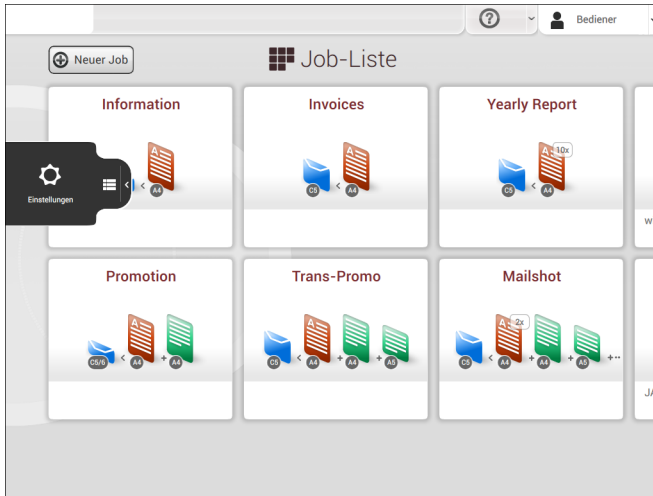 Bediener
Neuer Job
Job-Liste
Information
Invoices
Yearly Report
A
A4
A
C5
A4
A
10x
C5
A4
Einstellungen
Promotion
Trans-Promo
Mailshot
A
C5/6
A4
+
A4
A
C5
A4
+
A4
+
A5
A
2x
C5
A4
+
A4
+
A5
+··